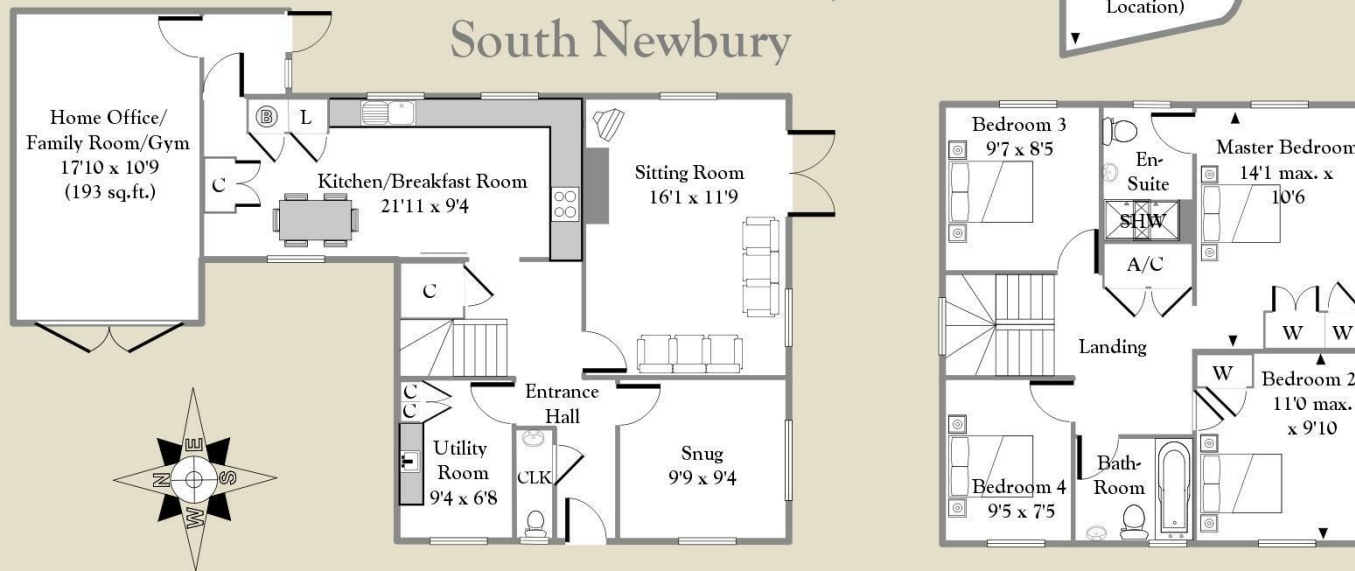 South Newbury
Location)
Home Office/
Family Room/Gym
17'10 x 10'9
(193 sq.ft.)
B
L
C
Kitchen/Breakfast Room
21'11 x 9'4
Sitting Room
16'1 x 11'9
C
Entrance
Hall
C
C
Utility
Room
9'4 x 6'8
CLK
Snug
9'9 x 9'4
N
E
S
W
Bedroom 3
9'7 x 8'5
En-
Suite
SHW
A/C
Master Bedroom
14'1 max. x
10'6
W
W
Landing
W
Bedroom 2
11'0 max.
x 9'10
Bedroom 4
9'5 x 7'5
Bath-
Room